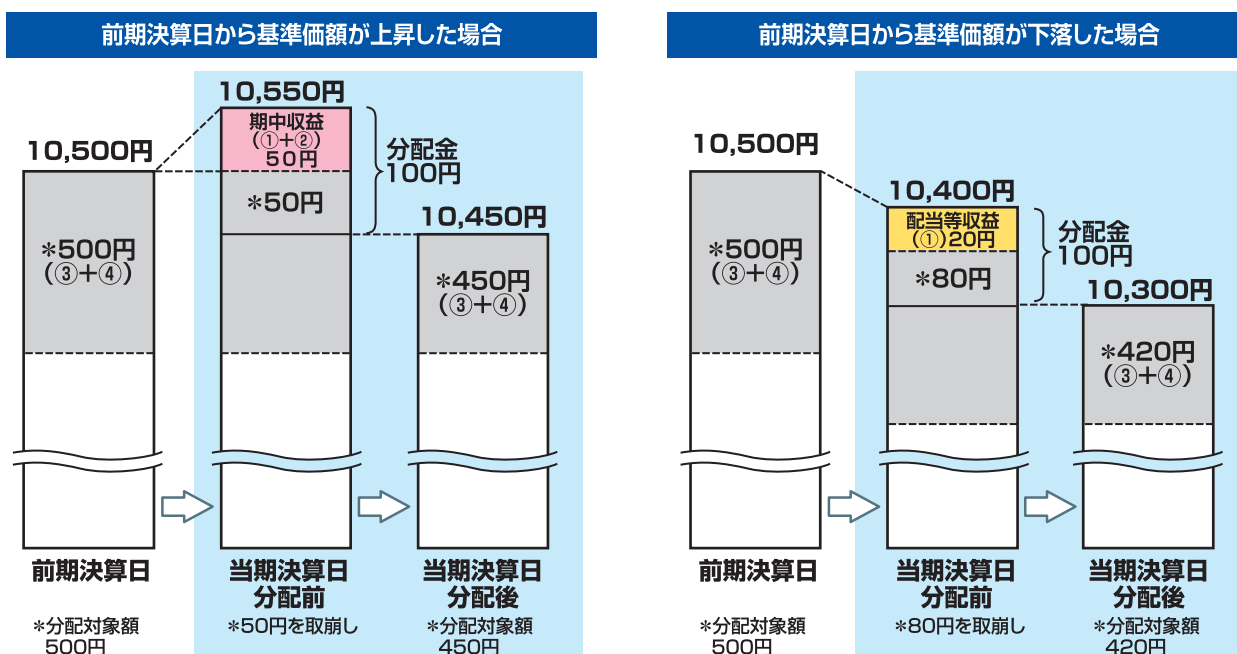 前期決算日から基準価額が上昇した場合
10,550円
期中収益
(①+②)
50円
10,500円
分配金
100円
*50円
10,450円
*500円
(③+④)
*450円
(③+④)
前期決算日
当期決算日
分配前
当期決算日
分配後
*分配対象額
500円
*50円を取崩し
*分配対象額
450円
前期決算日から基準価額が下落した場合
10,500円
10,400円
配当等収益
(①)20円
分配金
100円
*500円
(③+④)
*80円
10,300円
*420円
(③+④)
前期決算日
当期決算日
分配前
当期決算日
分配後
*分配対象額
500円
*80円を取崩し
*分配対象額
420円